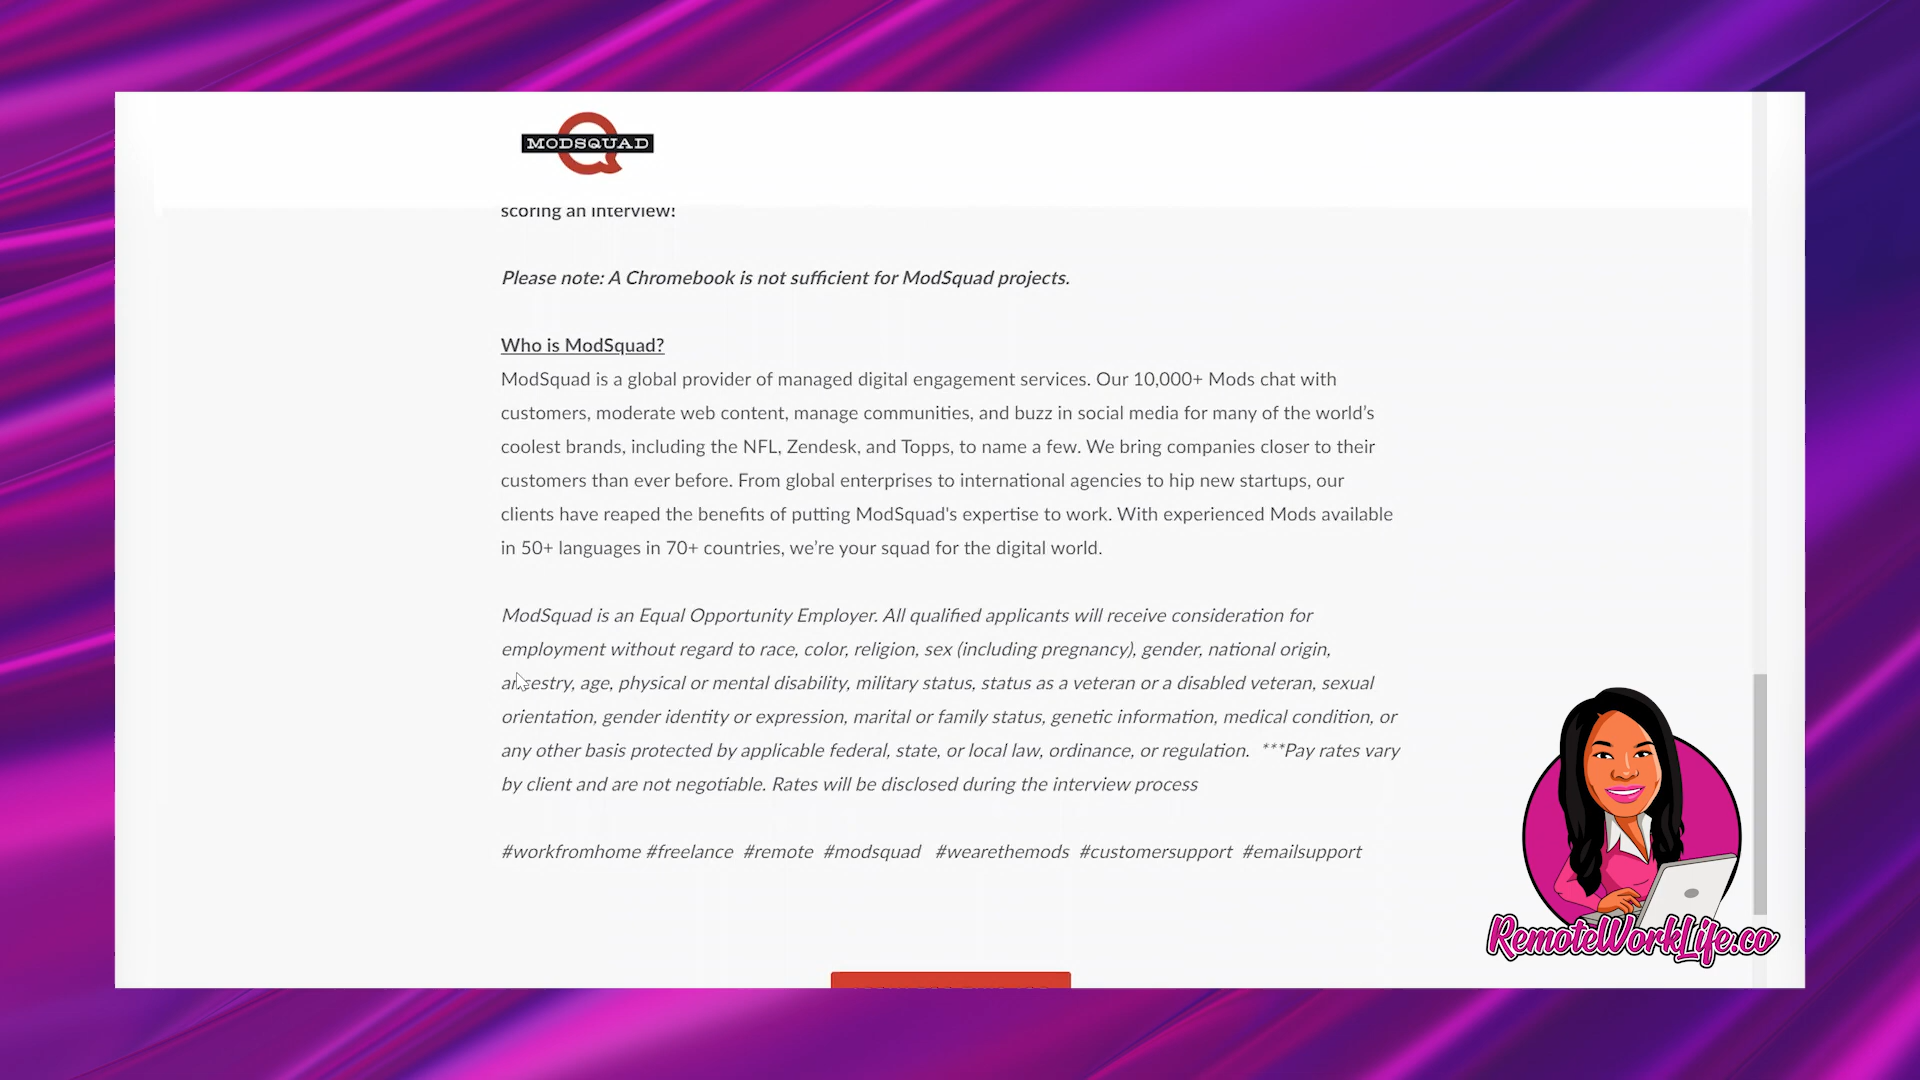 MODSQUAD
scoring an interview!
Please note: A Chromebook is not sufficient for ModSquad projects.
Who is ModSquad?
ModSquad is a global provider of managed digital engagement services. Our 10,000+ Mods chat with
customers, moderate web content, manage communities, and buzz in social media for many of the world’s
coolest brands, including the NFL, Zendesk, and Topps, to name a few. We bring companies closer to their
customers than ever before. From global enterprises to international agencies to hip new startups, our
clients have reaped the benefits of putting ModSquad's expertise to work. With experienced Mods available
in 50+ languages in 70+ countries, we’re your squad for the digital world.
ModSquad is an Equal Opportunity Employer. All qualified applicants will receive consideration for
employment without regard to race, color, religion, sex (including pregnancy), gender, national origin,
ancestry, age, physical or mental disability, military status, status as a veteran or a disabled veteran, sexual
orientation, gender identity or expression, marital or family status, genetic information, medical condition, or
any other basis protected by applicable federal, state, or local law, ordinance, or regulation.  ***Pay rates vary
by client and are not negotiable. Rates will be disclosed during the interview process
#workfromhome #freelance  #remote  #modsquad   #wearethemods  #customersupport  #emailsupport
RemoteWorkLife.co